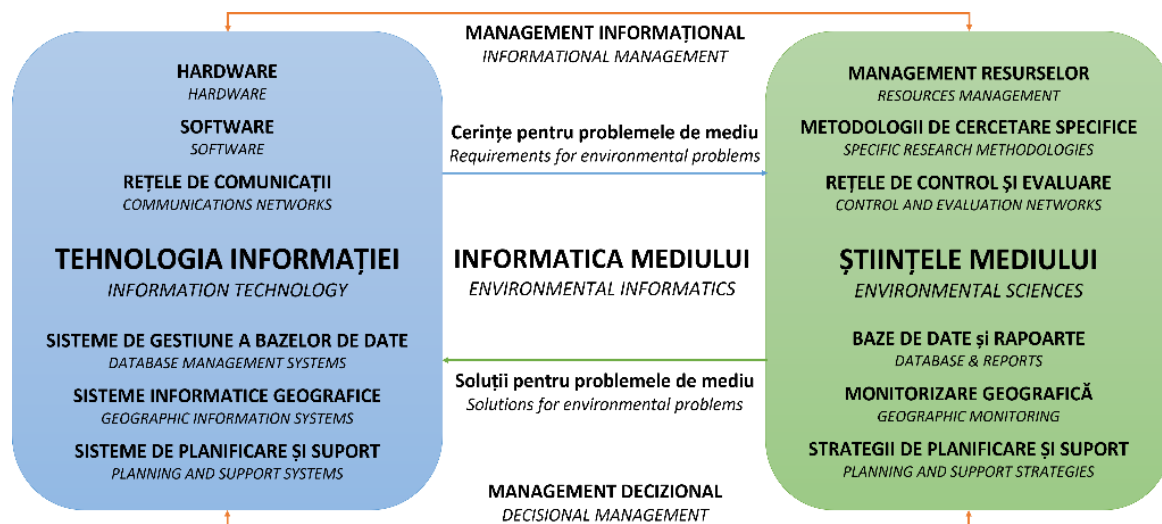 MANAGEMENT INFORMAȚIONAL
INFORMATIONAL MANAGEMENT
HARDWARE
HARDWARE
SOFTWARE
SOFTWARE
REȚELE DE COMUNICAȚII
COMMUNICATIONS NETWORKS
TEHNOLOGIA INFORMAȚIEI
INFORMATION TECHNOLOGY
SISTEME DE GESTIUNE A BAZELOR DE DATE
DATABASE MANAGEMENT SYSTEMS
SISTEME INFORMATICE GEOGRAFICE
GEOGRAPHIC INFORMATION SYSTEMS
SISTEME DE PLANIFICARE ȘI SUPORT
PLANNING AND SUPPORT SYSTEMS
Cerințe pentru problemele de mediu
Requirements for environmental problems
INFORMATICA MEDIULUI
ENVIRONMENTAL INFORMATICS
Soluții pentru problemele de mediu
Solutions for environmental problems
MANAGEMENT RESURSELOR
RESOURCES MANAGEMENT
METODOLOGII DE CERCETARE SPECIFICE
SPECIFIC RESEARCH METHODOLOGIES
REȚELE DE CONTROL ȘI EVALUARE
CONTROL AND EVALUATION NETWORKS
ȘTIINȚELE MEDIULUI
ENVIRONMENTAL SCIENCES
BAZE DE DATE și RAPOARTE
DATABASE & REPORTS
MONITORIZARE GEOGRAFICĂ
GEOGRAPHIC MONITORING
STRATEGII DE PLANIFICARE ȘI SUPORT
PLANNING AND SUPPORT STRATEGIES
MANAGEMENT DECIZIONAL
DECISIONAL MANAGEMENT